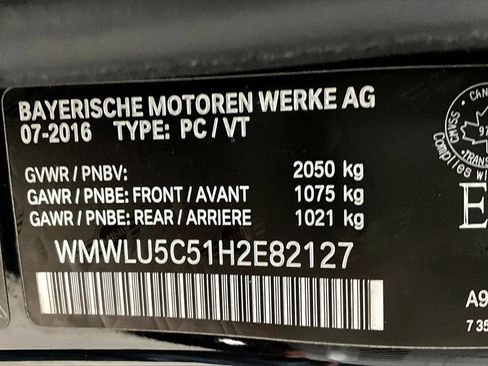 BAYERISCHE MOTOREN WERKE AG
07-2016 TYPE: PC / VT
GVWR / PNBV: 2050 kg
GAWR / PNBE: FRONT / AVANT 1075 kg
GAWR / PNBE: REAR / ARRIERE 1021 kg
WMWLU5C51H2E82127